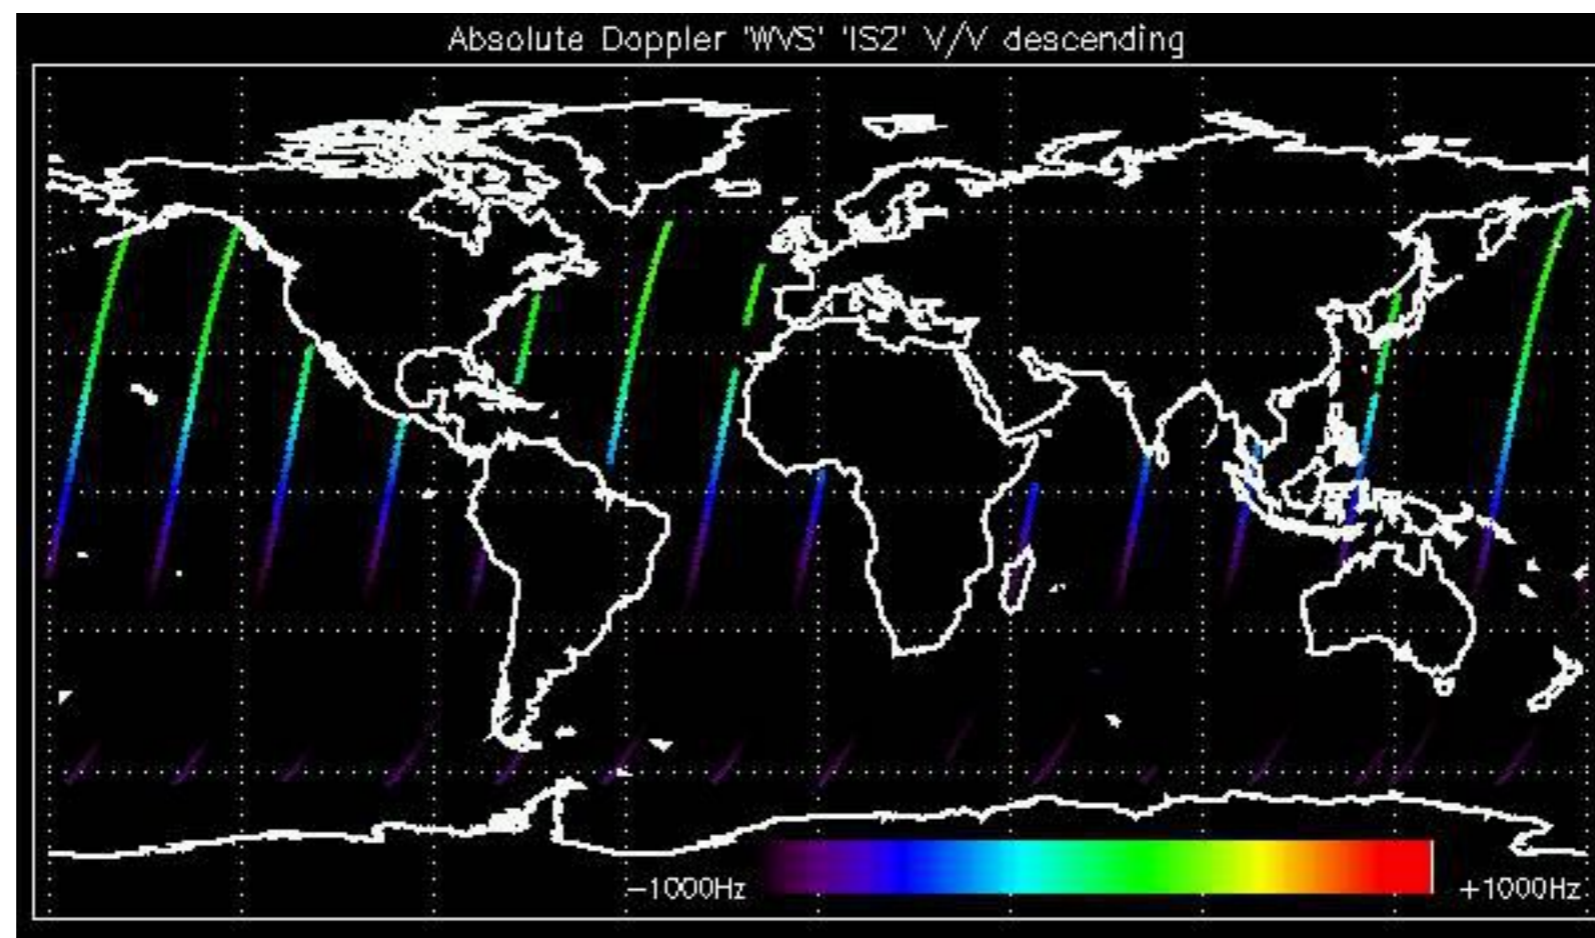 Absolute Doppler 'WVS' 'IS2' V/V descending
−1000Hz
+1000Hz